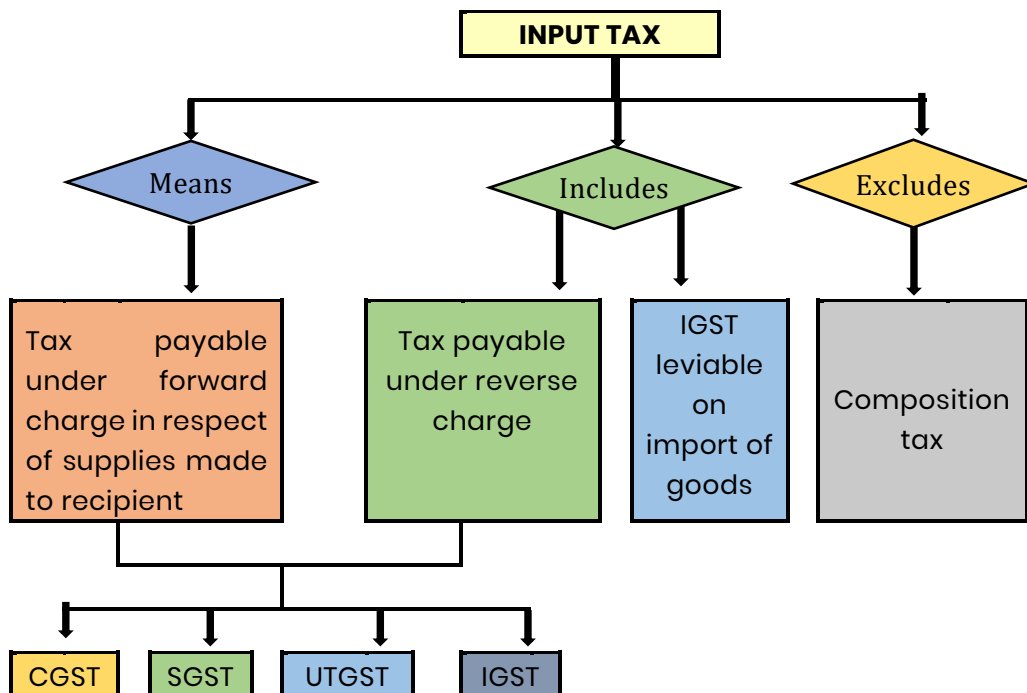 INPUT TAX
Means
Includes
Excludes
Tax payable
under forward
charge in respect
of supplies made
to recipient
Tax payable
under reverse
charge
IGST
leviable
on
import of
goods
Composition
tax
CGST
SGST
UTGST
IGST